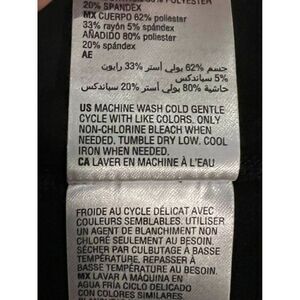 20% SPANDEX
MX CUERPO 62% poliester
33% rayón 5% spandex
AÑADIDO 80% poliester
20% spandex
AE
جسم 62% بولي أستر 33% رايون
5% سباندكس
حاشية 80% بولي أستر 20% سباندكس
US MACHINE WASH COLD GENTLE
CYCLE WITH LIKE COLORS. ONLY
NON-CHLORINE BLEACH WHEN
NEEDED. TUMBLE DRY LOW. COOL
IRON WHEN NEEDED.
CA LAVER EN MACHINE À L'EAU
FROIDE AU CYCLE DÉLICAT AVEC
COULEURS SEMBLABLES. UTILISER
UN AGENT DE BLANCHIMENT NON
CHLORÉ SEULEMENT AU BESOIN.
SÉCHER PAR CULBUTAGE À BASSE
TEMPÉRATURE. REPASSER À
BASSE TEMPÉRATURE AU BESOIN.
MX LAVAR A MÁQUINA EN
AGUA FRÍA CICLO DELICADO
CON COLORES SIMILARES